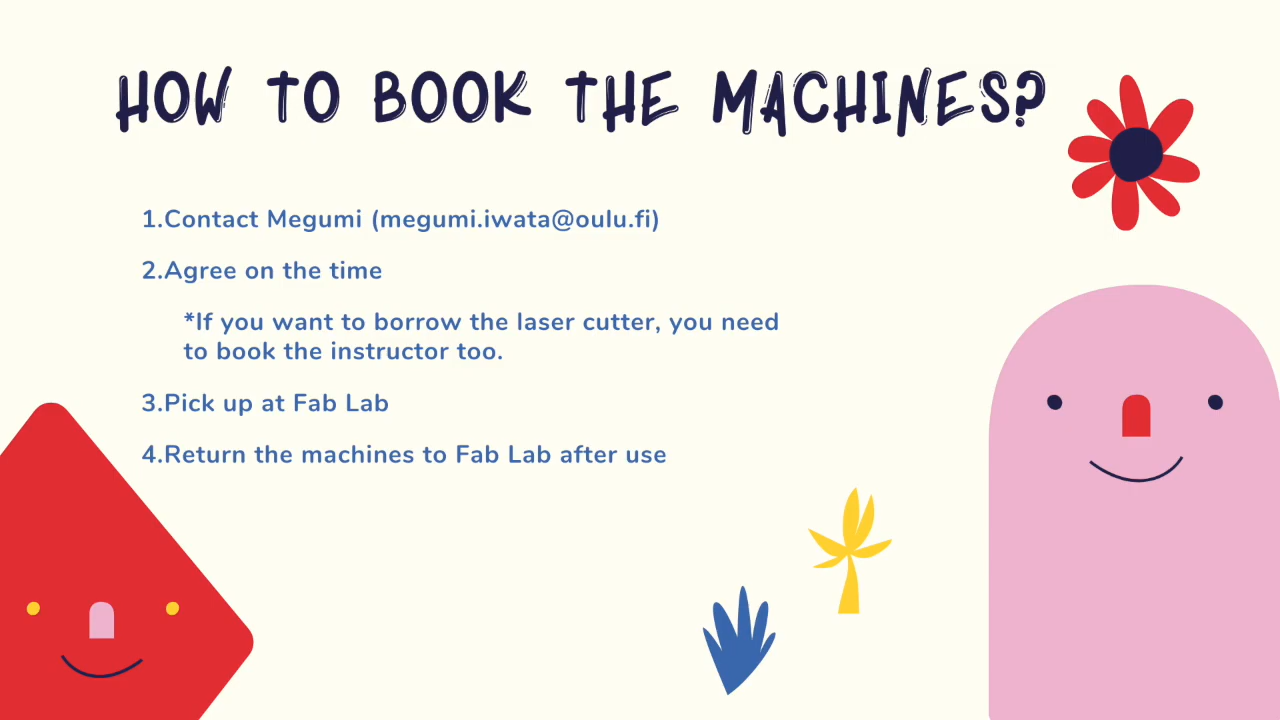 HOW TO BOOK THE MACHINES?
1.Contact Megumi (megumi.iwata@oulu.fi)
2.Agree on the time
*If you want to borrow the laser cutter, you need
to book the instructor too.
3.Pick up at Fab Lab
4.Return the machines to Fab Lab after use